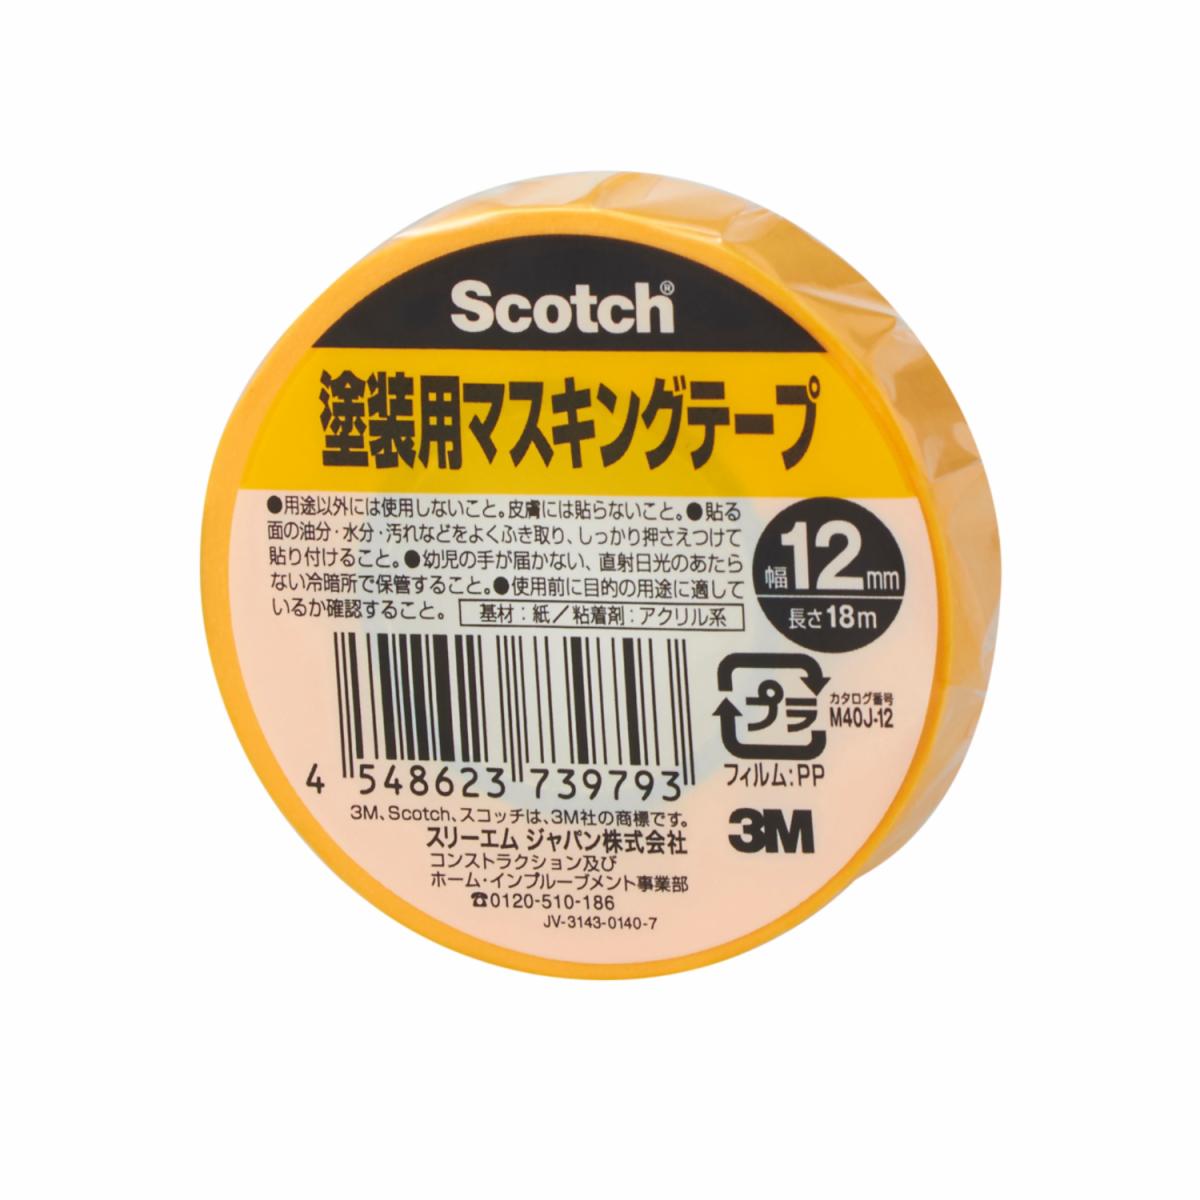 Scotch®
塗装用マスキングテープ
●用途以外には使用しないこと。皮膚には貼らないこと。●貼る
面の油分・水分・汚れなどをよくふき取り、しっかり押さえつけて
貼り付けること。●幼児の手が届かない、直射日光のあたら
ない冷暗所で保管すること。●使用前に目的の用途に適して
いるか確認すること。
基材：紙／粘着剤：アクリル系
幅12mm
長さ18m
プラ
フィルム：PP
カタログ番号
M40J-12
4 548623 739793
3M
3M、Scotch、スコッチは、3M社の商標です。
スリーエム ジャパン株式会社
コンストラクション及び
ホーム・インプルーブメント事業部
☎0120-510-186
JV-3143-0140-7